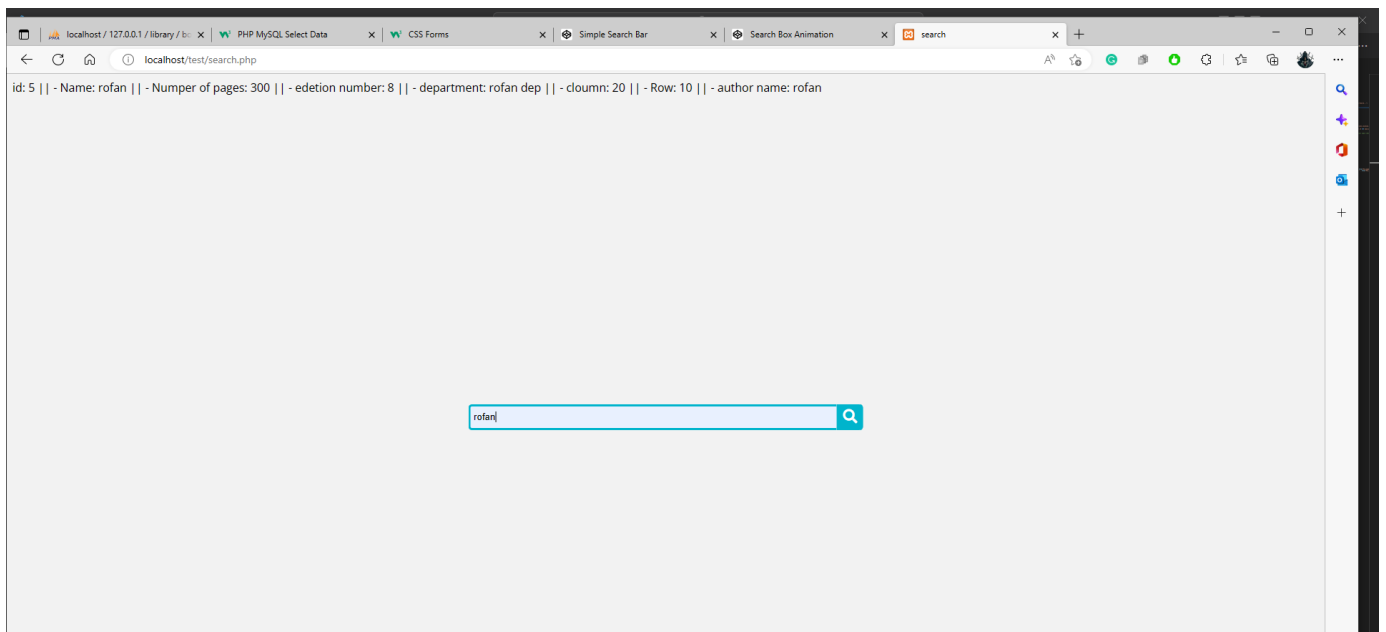 localhost / 127.0.0.1 / library / bo
PHP MySQL Select Data
CSS Forms
Simple Search Bar
Search Box Animation
search
localhost/test/search.php
id: 5 || - Name: rofan || - Numper of pages: 300 || - edetion number: 8 || - department: rofan dep || - cloumn: 20 || - Row: 10 || - author name: rofan
rofan